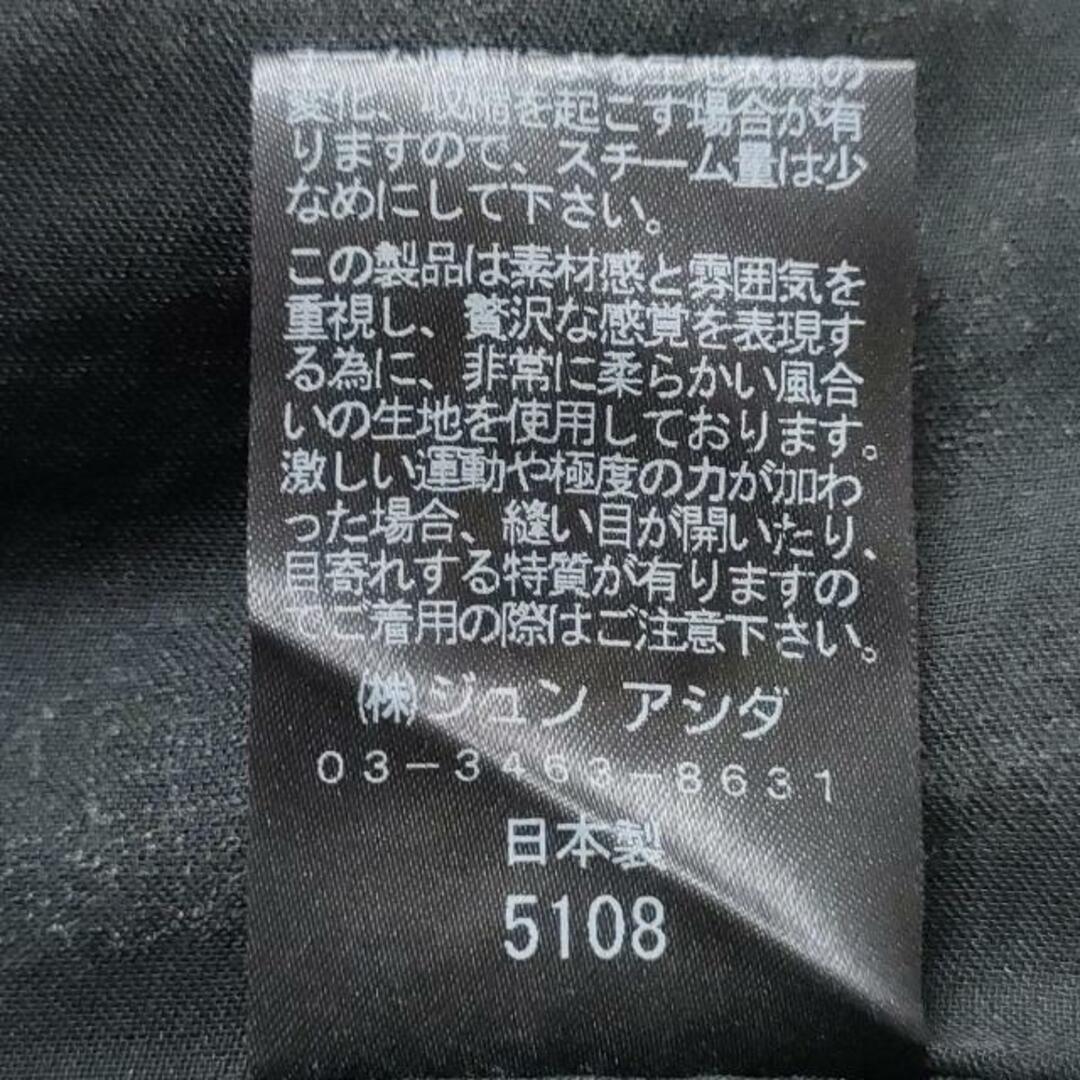 変化、収縮を起こす場合が有
りますので、スチーム量は少
なめにして下さい。
この製品は素材感と雰囲気を
重視し、贅沢な感覚を表現す
る為に、非常に柔らかい風合
いの生地を使用しております。
激しい運動や極度の力が加わ
った場合、縫い目が開いたり、
目寄れする特質が有りますの
でご着用の際はご注意下さい。
(株)ジュン アシダ
03-3463-8631
日本製
5108